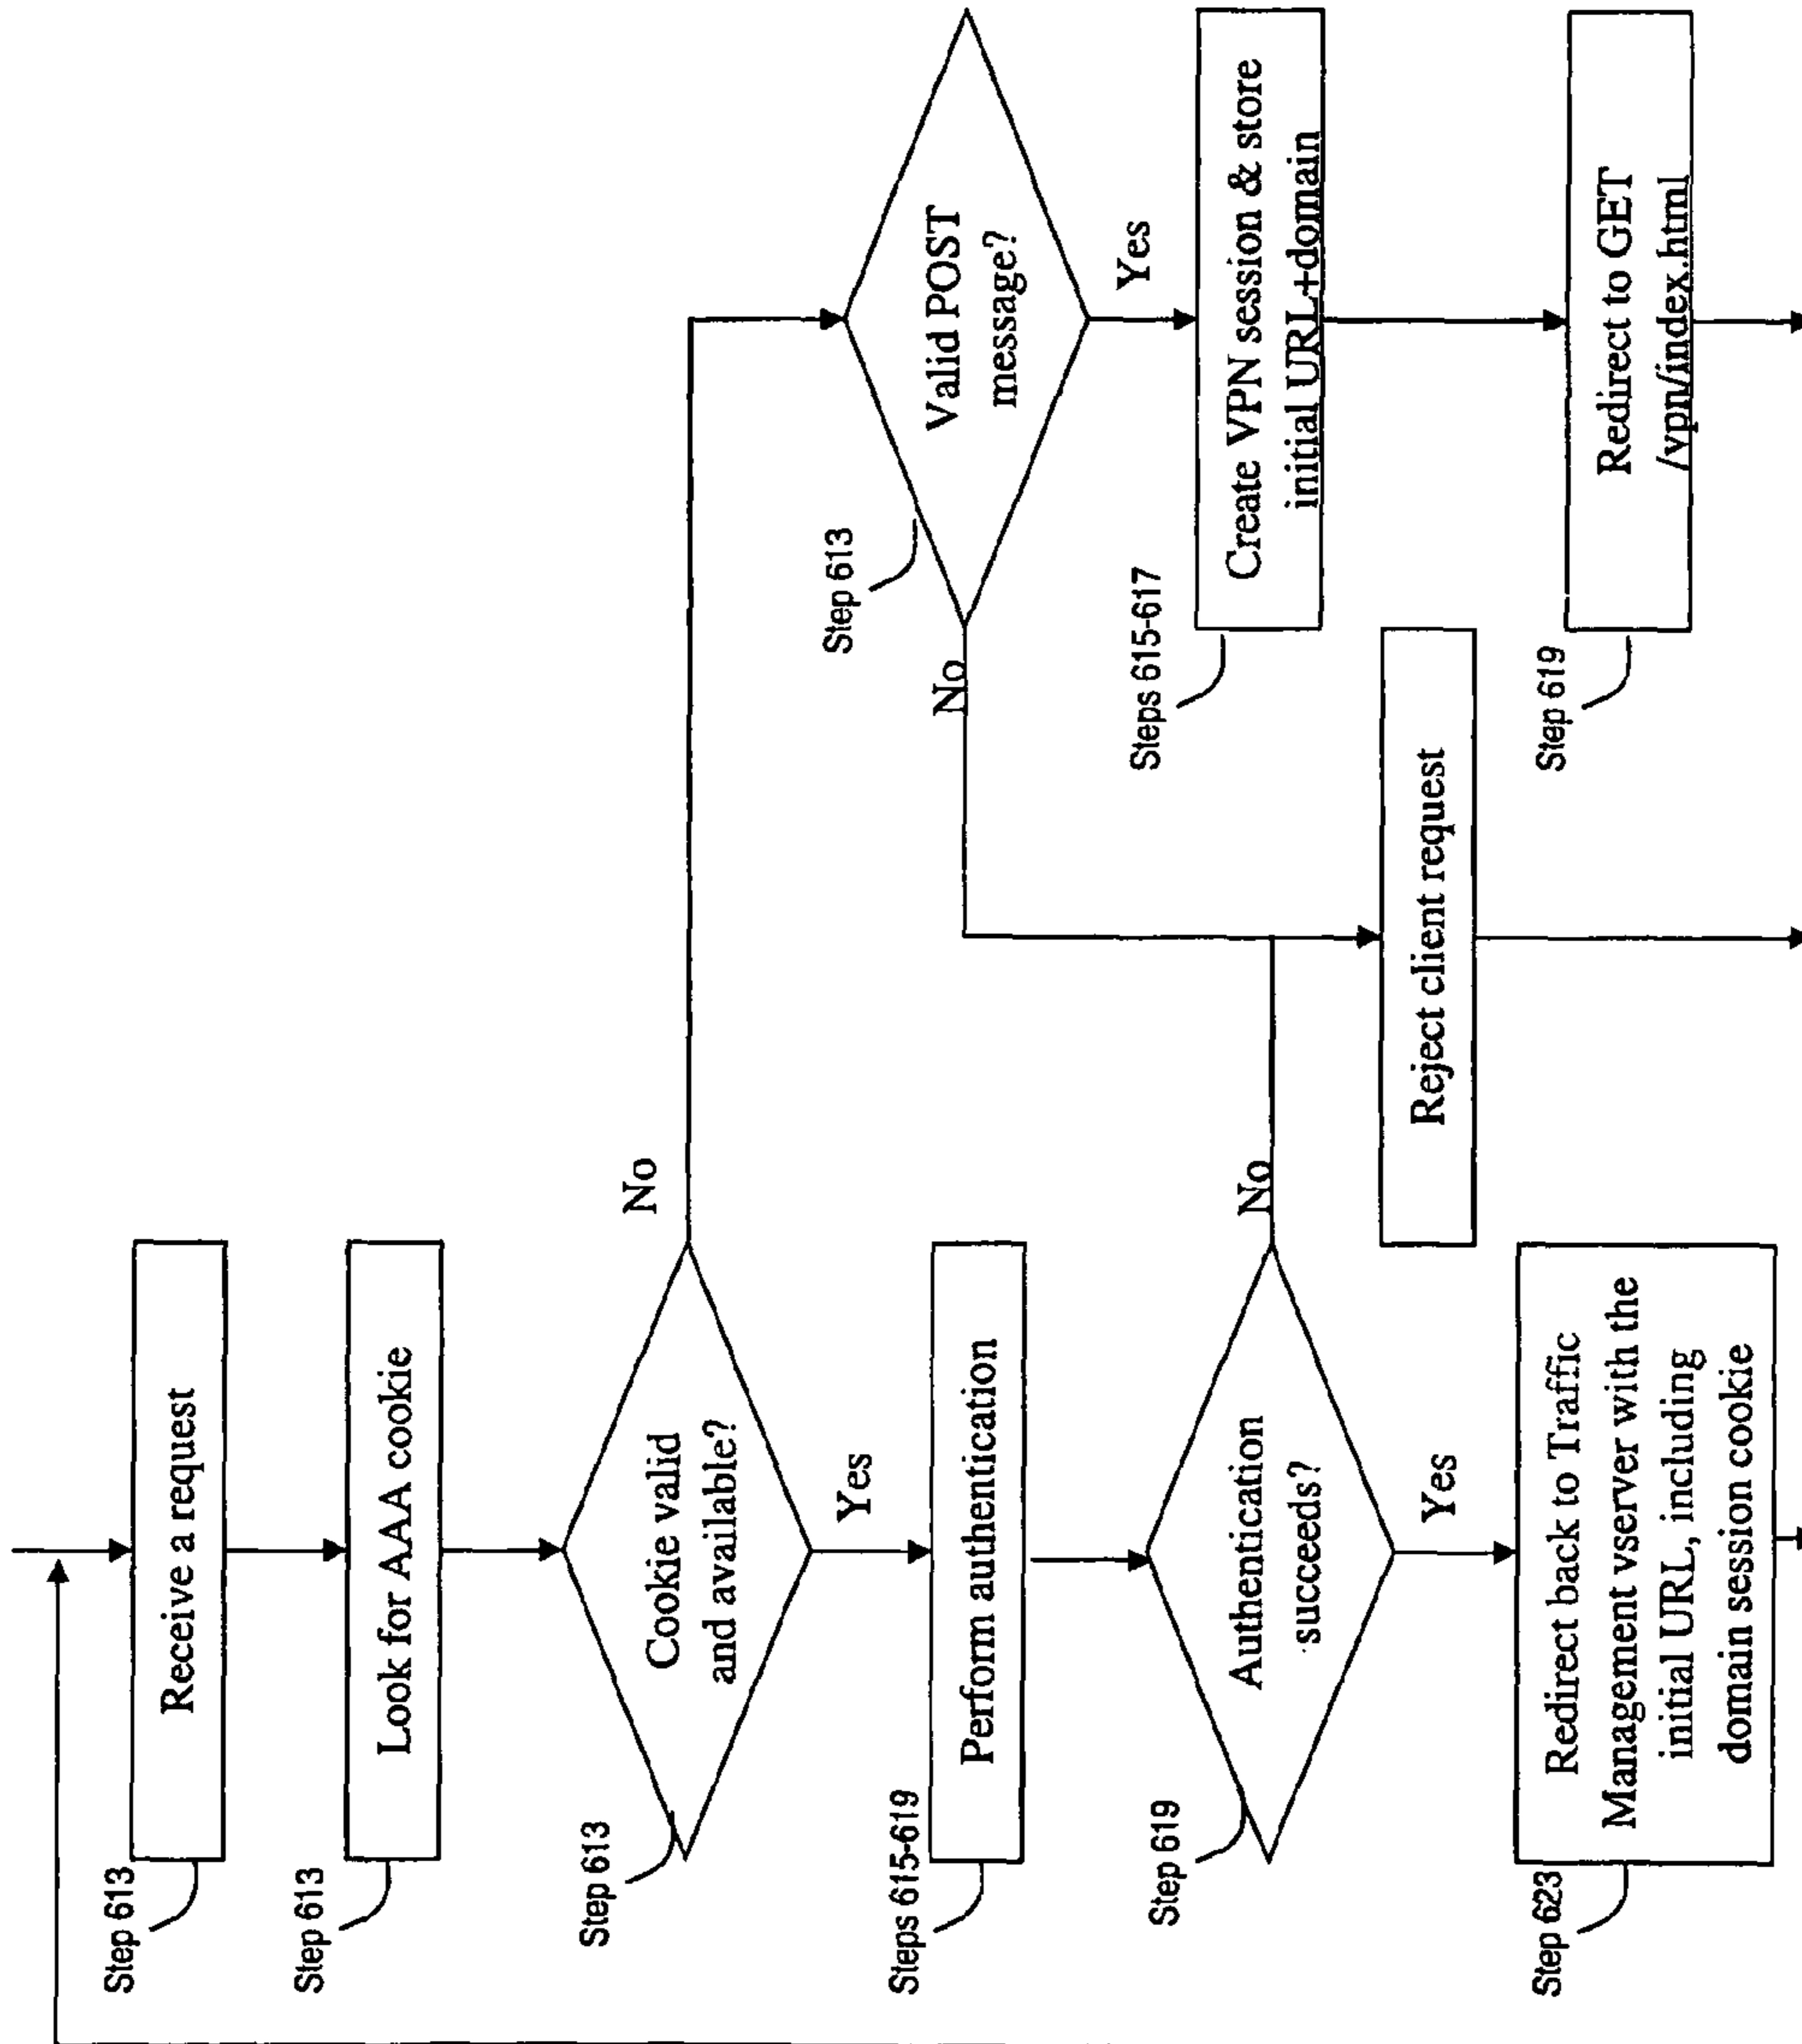 Step 613
Receive a request
Step 613
Look for AAA cookie
Step 613
Cookie valid
and available?
No
Yes
Steps 615-619
Perform authentication
Step 619
Authentication
succeeds?
No
Yes
Step 623
Redirect back to Traffic
Management vserver with the
initial URL, including
domain session cookie
Step 613
Valid POST
message?
No
Yes
Steps 615-617
Create VPN session & store
initial URL+domain
Reject client request
Step 619
Redirect to GET
/vpn/index.html